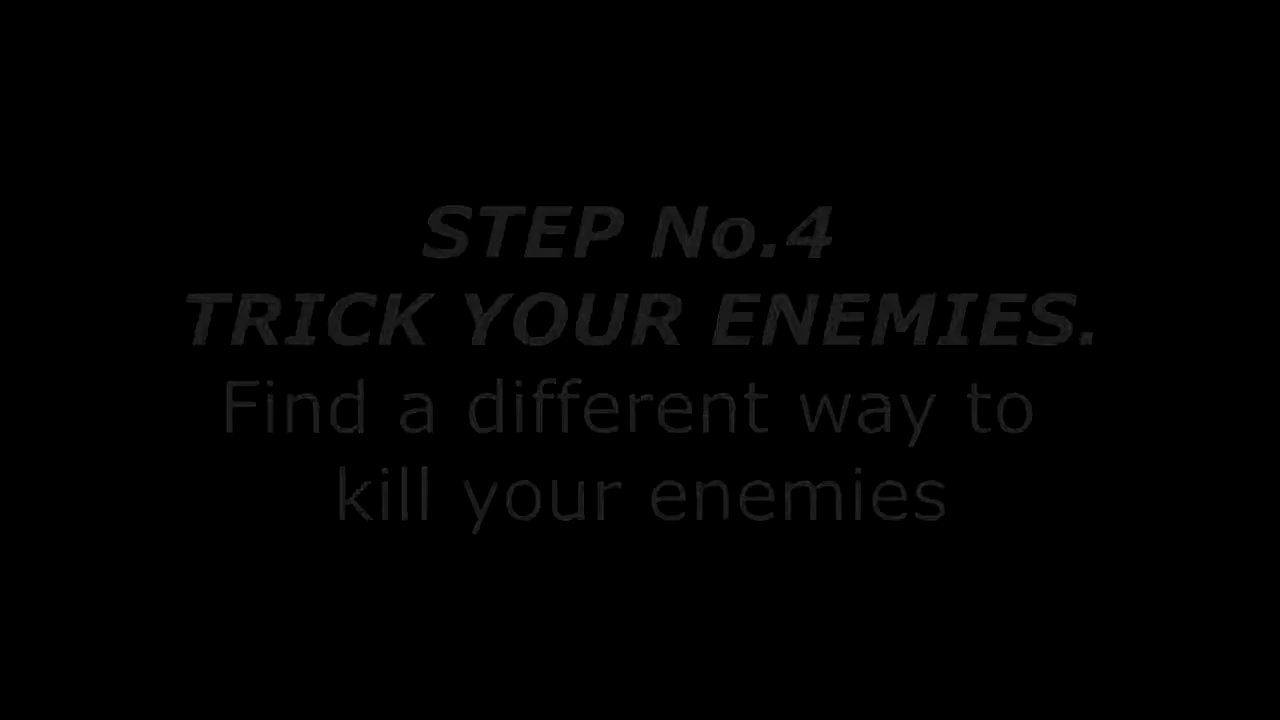 STEP No.4
TRICK YOUR ENEMIES.
Find a different way to
kill your enemies